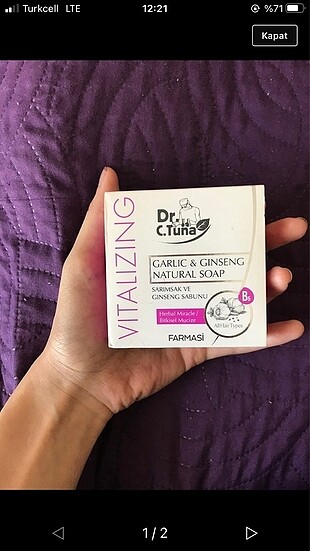 Turkcell LTE
12:21
%71
Kapat
VITALIZING
Dr.
C.Tuna
GARLIC & GINSENG
NATURAL SOAP
SARIMSAK VE
GINSENG SABUNU
Herbal Miracle /
Bitkisel Mucize
B5
All Hair Types
FARMASİ
1 / 2